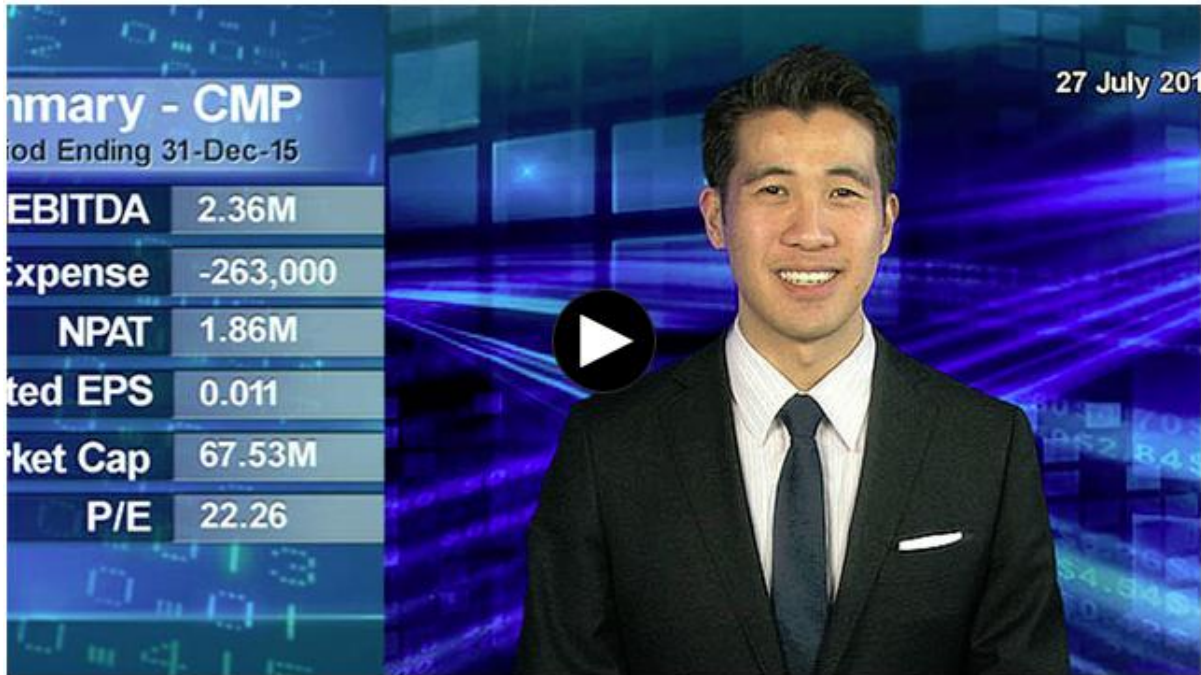 mmary - CMP
iod Ending 31-Dec-15
EBITDA 2.36M
Expense -263,000
NPAT 1.86M
ted EPS 0.011
rket Cap 67.53M
P/E 22.26
27 July 201